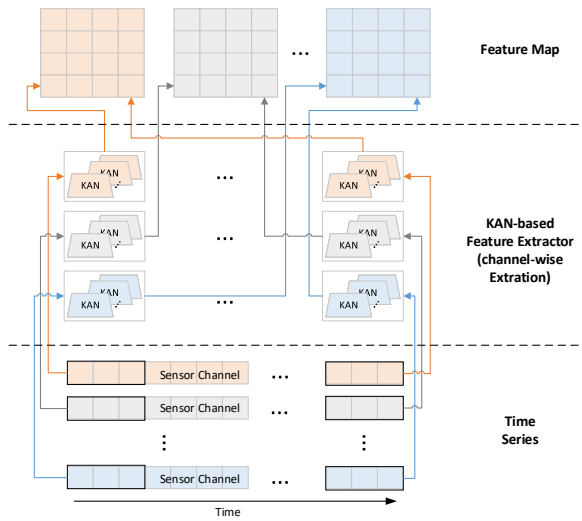 ...
Feature Map
KAN
KAN
...
KAN
KAN
...
KAN
KAN
...
KAN-based
Feature Extractor
(channel-wise
Extration)
Sensor Channel
...
Sensor Channel
...
Sensor Channel
...
Time
Series
Time